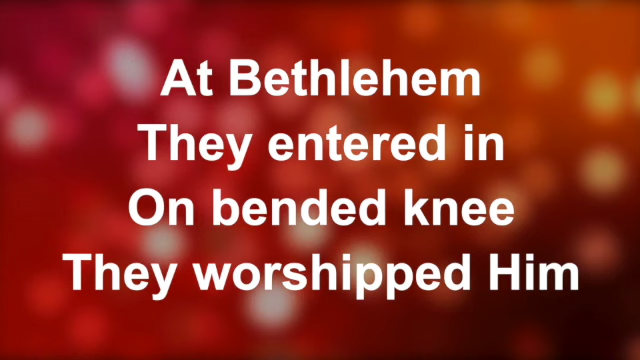 At Bethlehem
They entered in
On bended knee
They worshipped Him